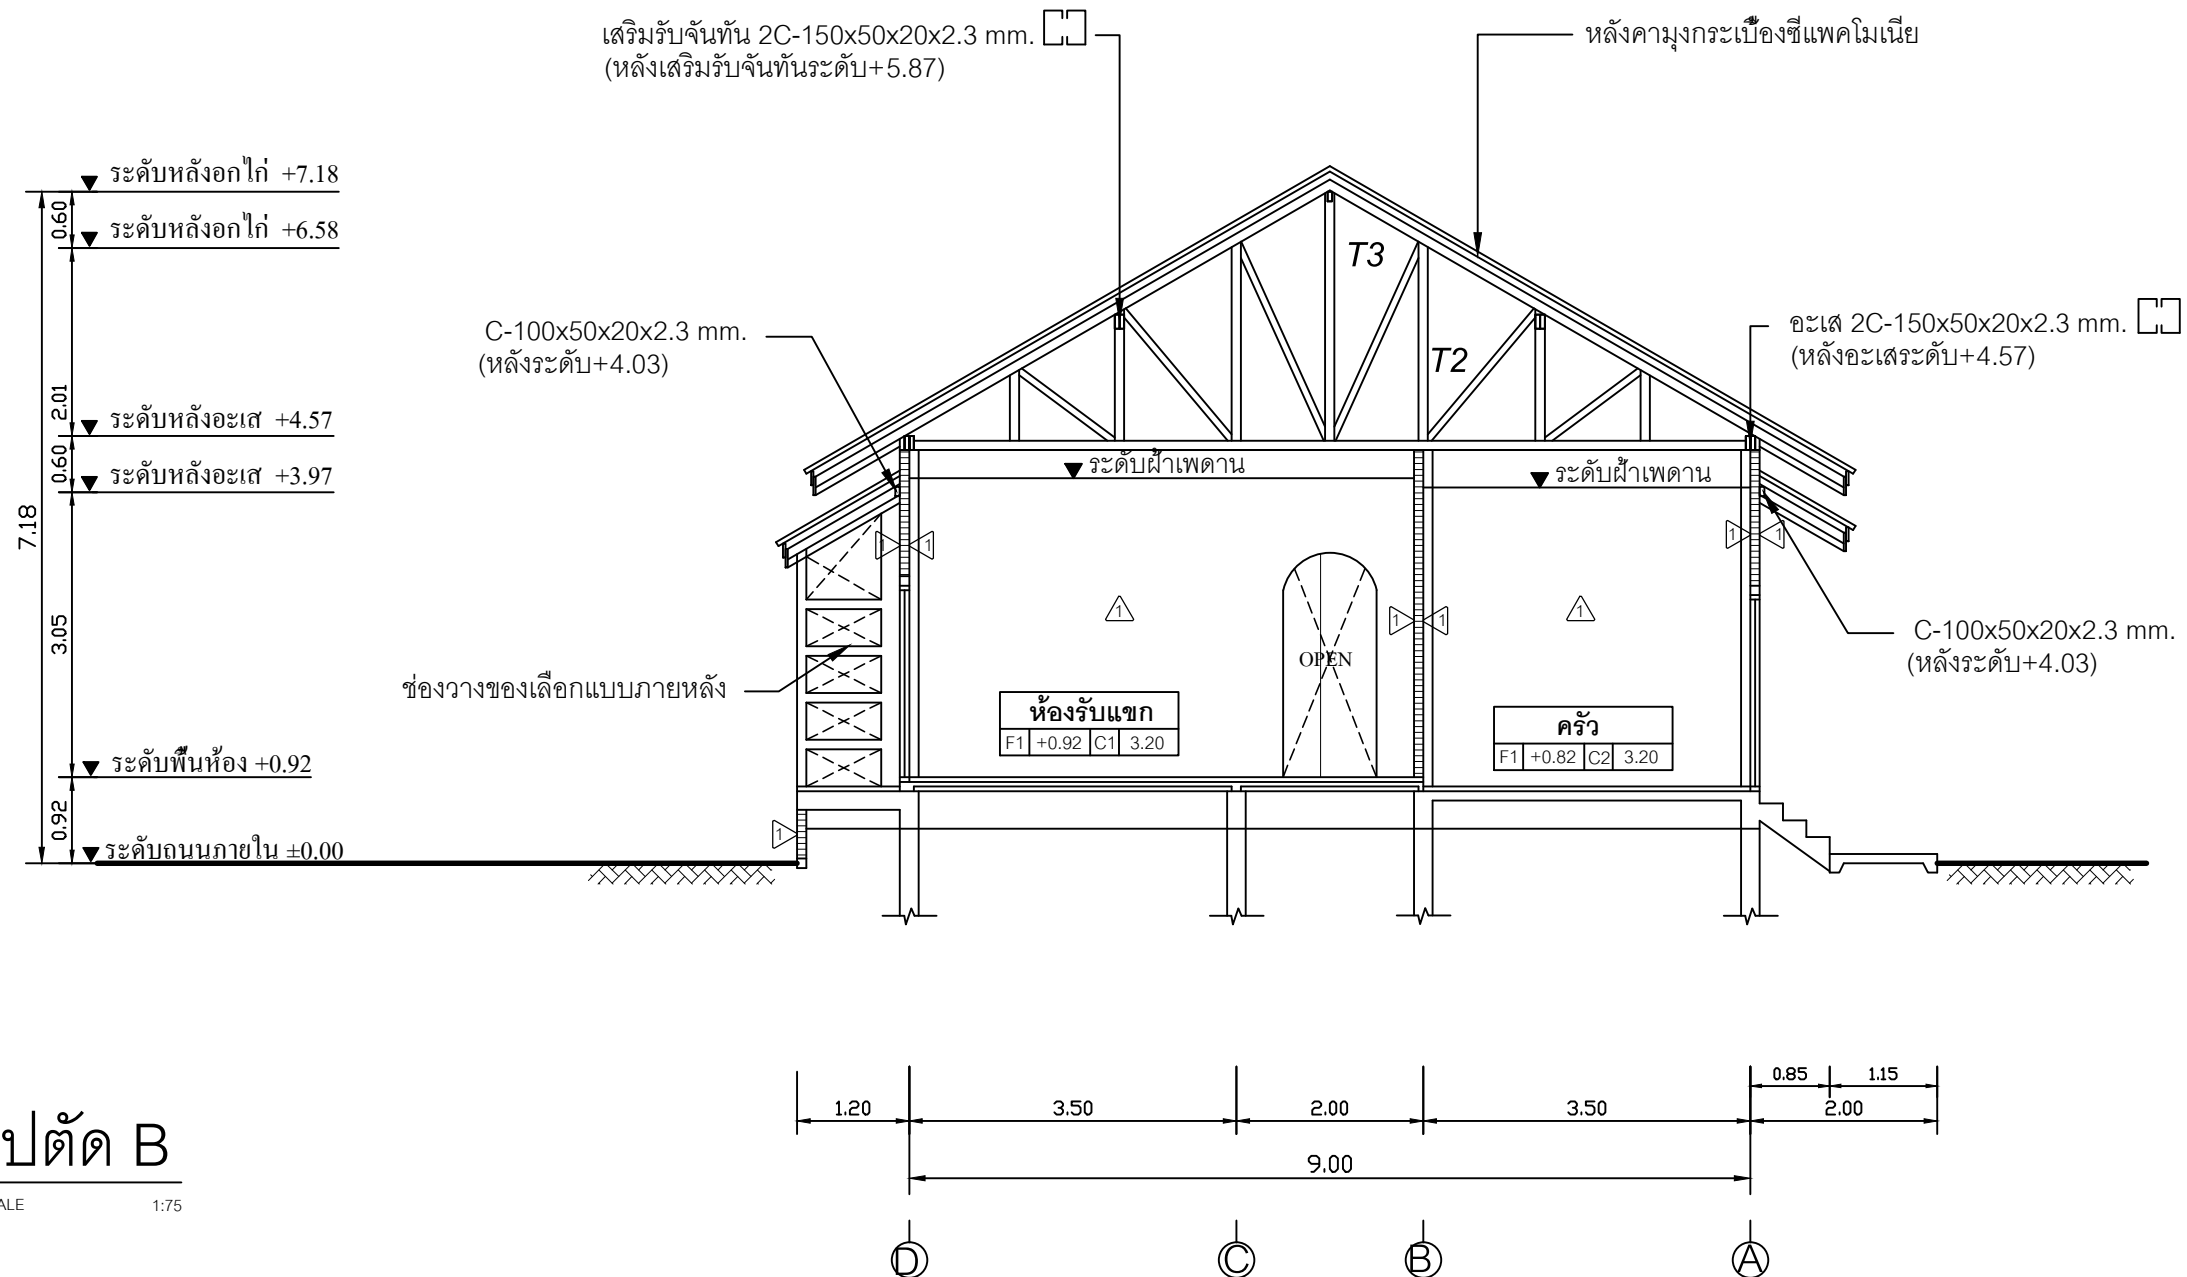 เสริมรับจันทัน 2C-150x50x20x2.3 mm.
(หลังเสริมรับจันทันระดับ+5.87)
หลังคามุงกระเบื้องซีแพคโมเนีย
ระดับหลังอกไก่ +7.18
ระดับหลังอกไก่ +6.58
ระดับหลังอะเส +4.57
ระดับหลังอะเส +3.97
ระดับพื้นห้อง +0.92
ระดับถนนภายใน ±0.00
0.60
2.01
0.60
3.05
0.92
7.18
C-100x50x20x2.3 mm.
(หลังระดับ+4.03)
T3
T2
อะเส 2C-150x50x20x2.3 mm.
(หลังอะเสระดับ+4.57)
ระดับฝ้าเพดาน
ระดับฝ้าเพดาน
1
1
1
1
1
1
1
1
1
OPEN
ช่องวางของเลือกแบบภายหลัง
C-100x50x20x2.3 mm.
(หลังระดับ+4.03)
ห้องรับแขก
F1 +0.92 C1 3.20
ครัว
F1 +0.82 C2 3.20
0.85 1.15
1.20 3.50 2.00 3.50 2.00
9.00
D C B A
ปตัด B
ALE 1:75